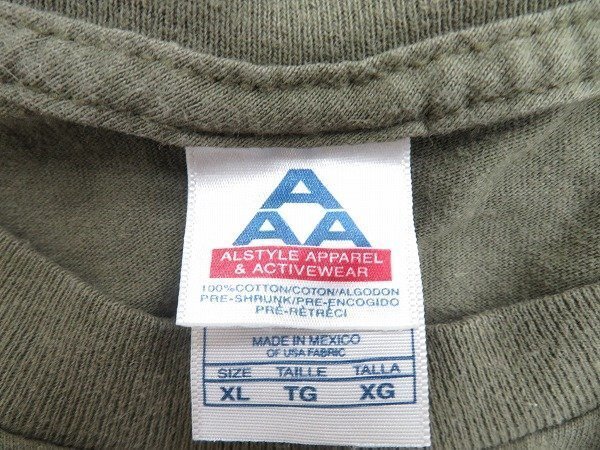 A
A A
ALSTYLE APPAREL
& ACTIVEWEAR
100% COTTON/COTON/ALGODON
PRE-SHRUNK/PRE-ENCOGIDO
PRÉ-RÉTRÉCI
MADE IN MEXICO
OF USA FABRIC
SIZE TAILLE TALLA
XL TG XG